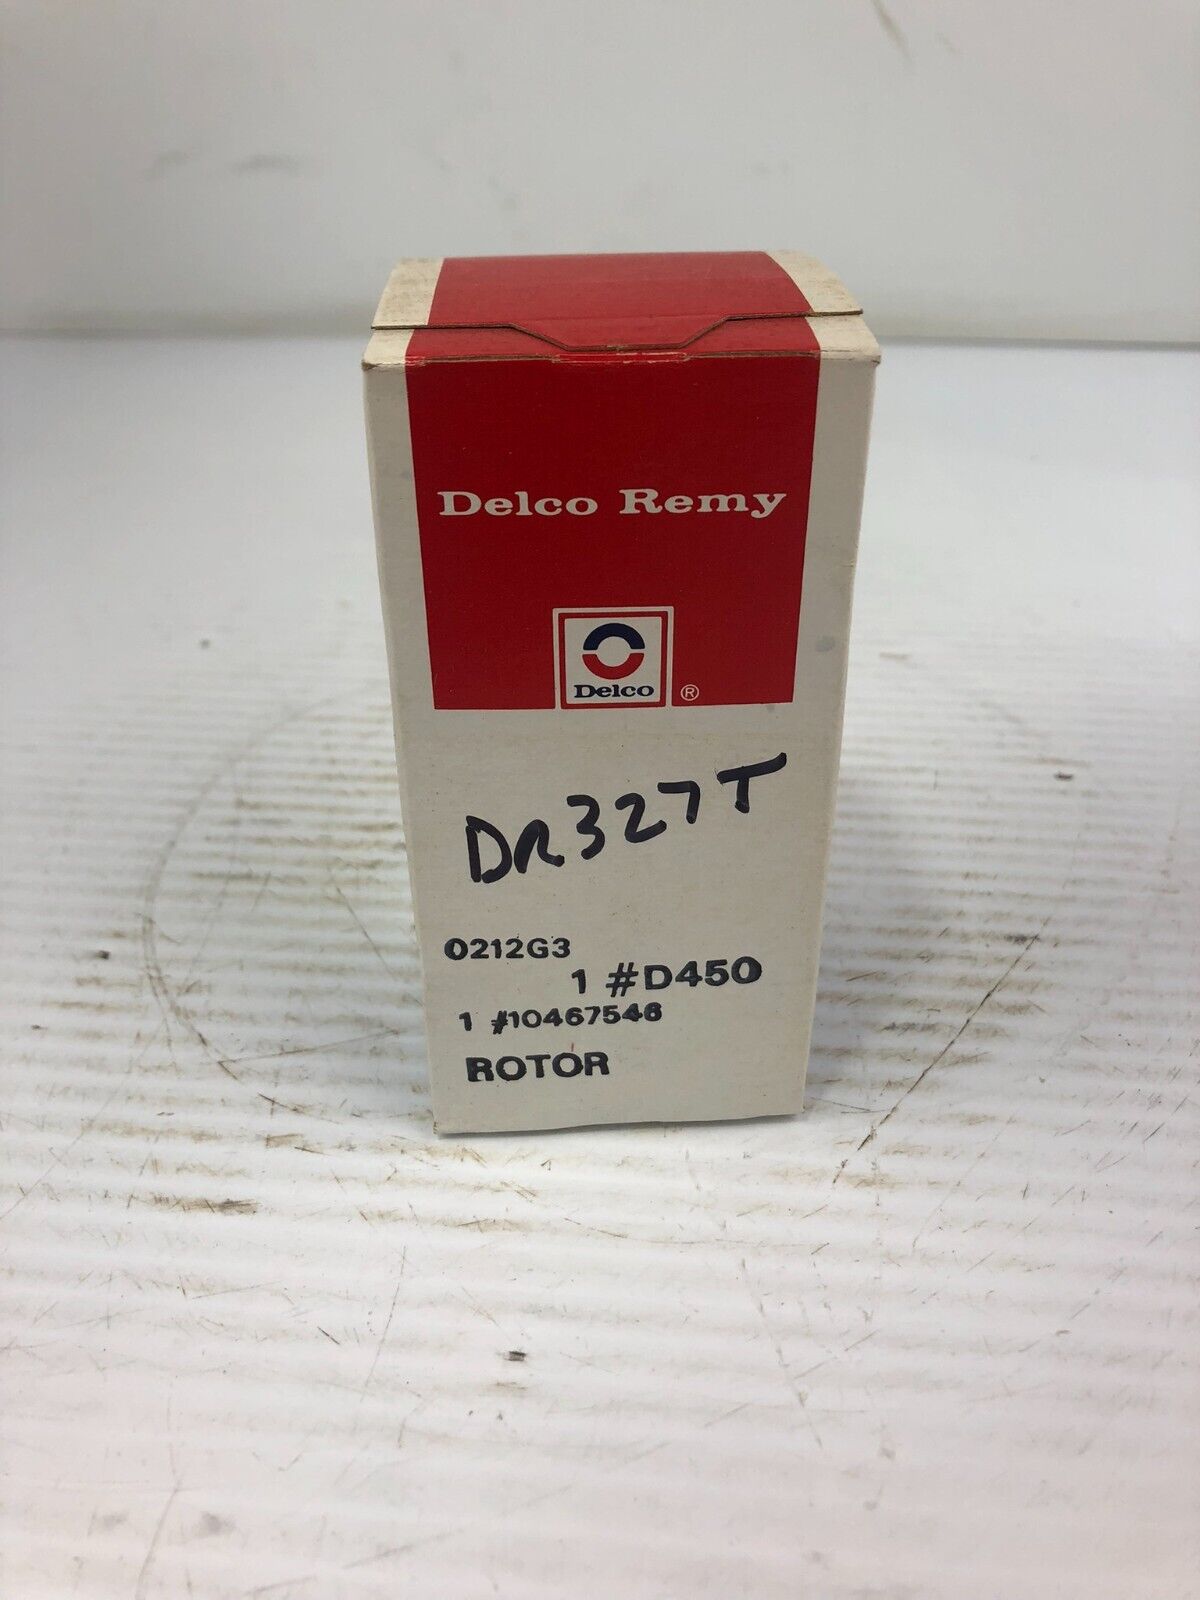 Delco Remy
Delco ®
DR327T
0212G3
1 #D450
1 #10467546
ROTOR